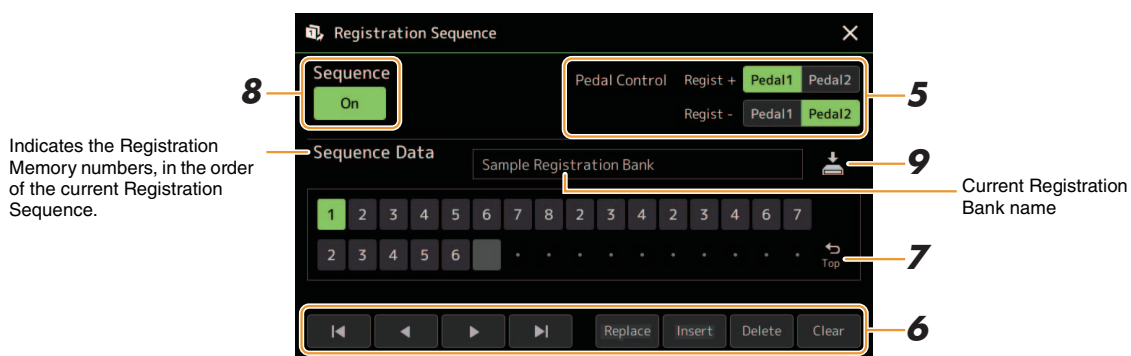 Registration Sequence
8
Sequence
On
Pedal Control Regist + Pedal1 Pedal2
Regist - Pedal1 Pedal2
5
Indicates the Registration
Memory numbers, in the order
of the current Registration
Sequence.
Sequence Data
Sample Registration Bank
9
Current Registration
Bank name
1 2 3 4 5 6 7 8 2 3 4 2 3 4 6 7
2 3 4 5 6
Top
7
Replace Insert Delete Clear
6